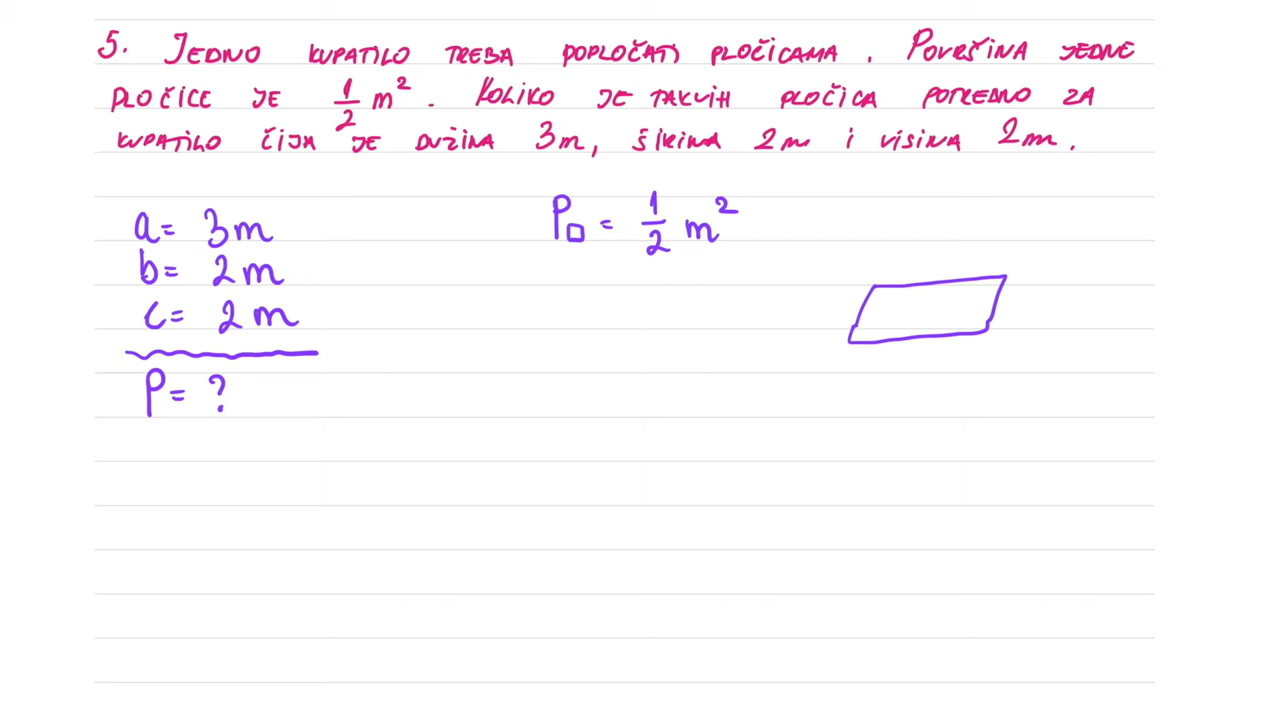 5. JEDNO KUPATILO TREBA POPLOČATI PLOČICAMA. POVRŠINA JEDNE
PLOČICE JE 1/2 m². KOLIKO JE TAKVIH PLOČICA POTREBNO ZA
KUPATILO ČIJA JE DUŽINA 3m, ŠIRINA 2m I VISINA 2m.
a= 3m
P□ = 1/2 m²
b= 2m
c= 2m
P= ?